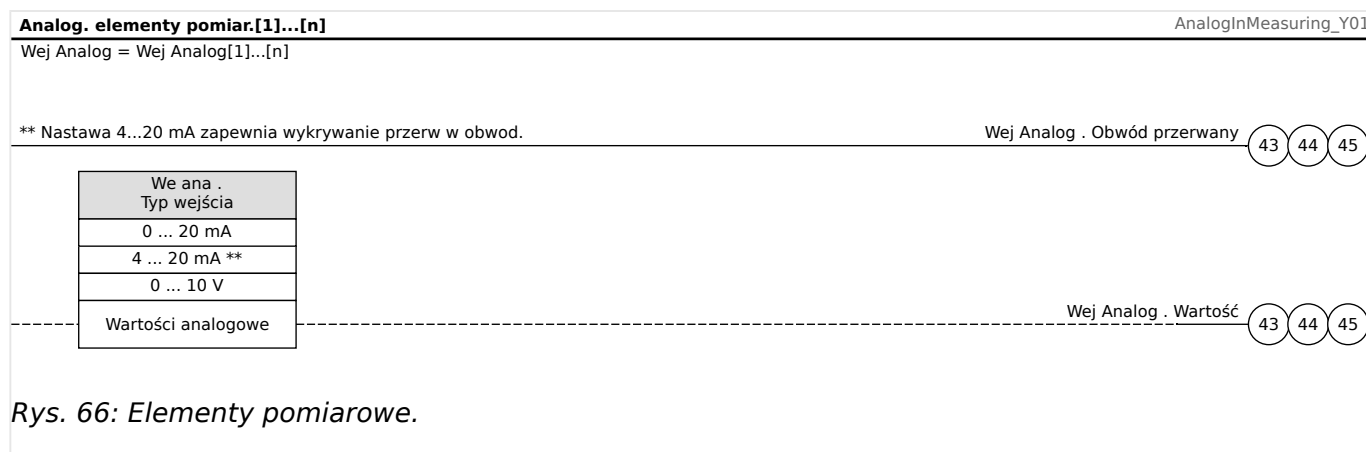 Analog. elementy pomiar.[1]...[n]
AnalogInMeasuring_Y01
Wej Analog = Wej Analog[1]...[n]
** Nastawa 4...20 mA zapewnia wykrywanie przerw w obwod.
Wej Analog . Obwód przerwany
43 44 45
We ana .
Typ wejścia
0 ... 20 mA
4 ... 20 mA **
0 ... 10 V
Wartości analogowe
Wej Analog . Wartość
43 44 45
Rys. 66: Elementy pomiarowe.